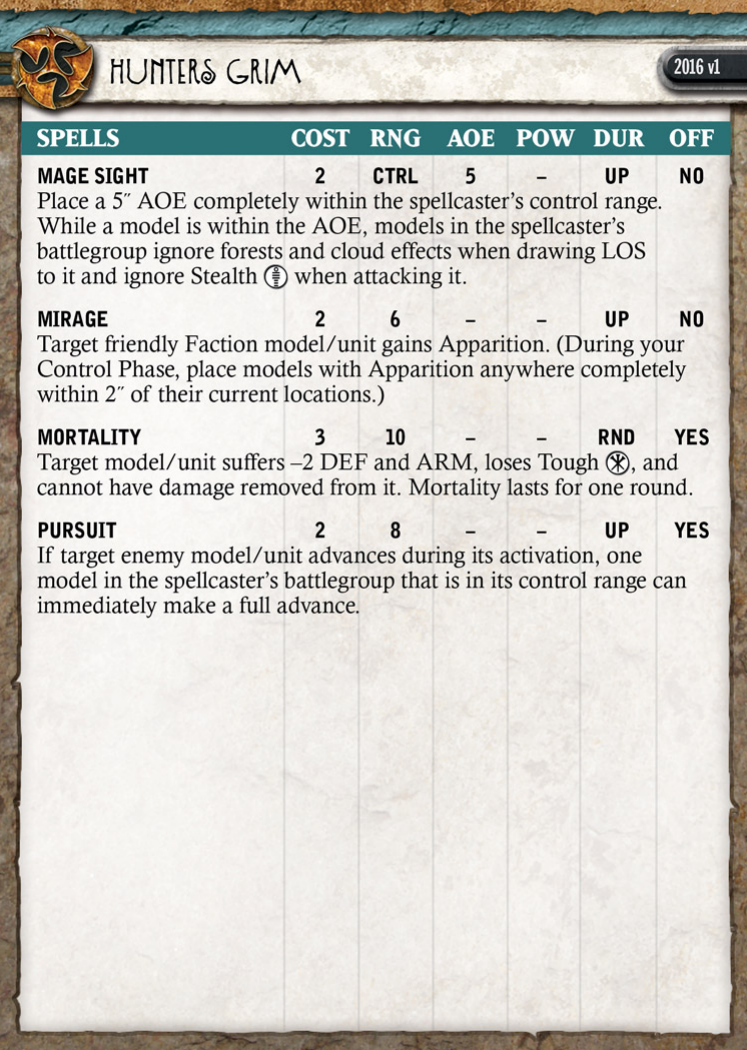 HUNTERS GRIM
2016 v1
SPELLS COST RNG AOE POW DUR OFF
MAGE SIGHT 2 CTRL 5 – UP NO
Place a 5″ AOE completely within the spellcaster’s control range.
While a model is within the AOE, models in the spellcaster’s
battlegroup ignore forests and cloud effects when drawing LOS
to it and ignore Stealth when attacking it.
MIRAGE 2 6 – – UP NO
Target friendly Faction model/unit gains Apparition. (During your
Control Phase, place models with Apparition anywhere completely
within 2″ of their current locations.)
MORTALITY 3 10 – – RND YES
Target model/unit suffers –2 DEF and ARM, loses Tough , and
cannot have damage removed from it. Mortality lasts for one round.
PURSUIT 2 8 – – UP YES
If target enemy model/unit advances during its activation, one
model in the spellcaster’s battlegroup that is in its control range can
immediately make a full advance.